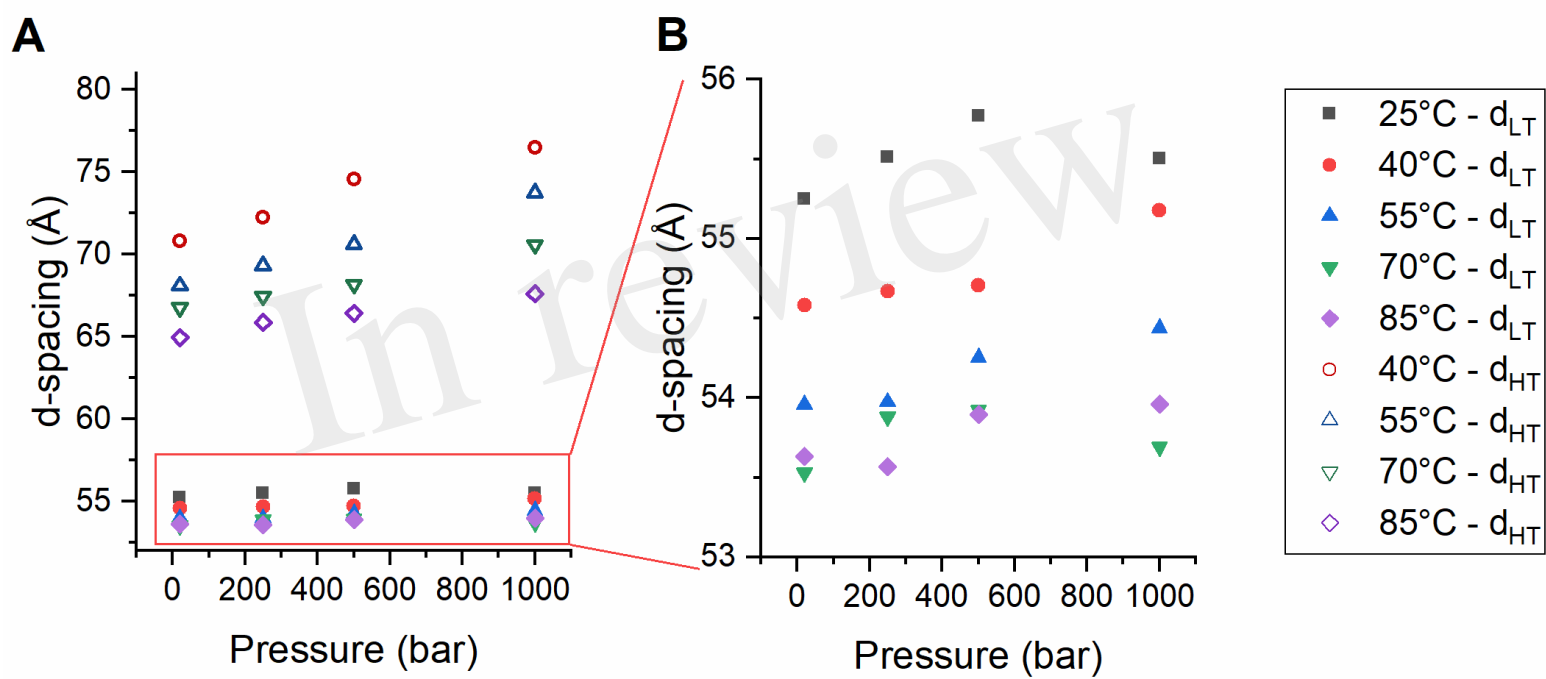 A
B
80
75
70
65
60
55
d-spacing (Å)
0 200 400 600 800 1000
Pressure (bar)
56
55
54
53
d-spacing (Å)
0 200 400 600 800 1000
Pressure (bar)
25°C - dLT
40°C - dLT
55°C - dLT
70°C - dLT
85°C - dLT
40°C - dHT
55°C - dHT
70°C - dHT
85°C - dHT
In review